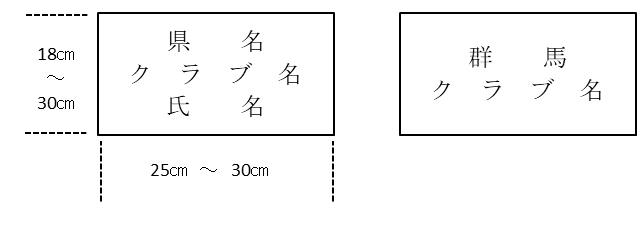 18㎝
～
30㎝
県 名
ク ラ ブ 名
氏 名
25㎝ ～ 30㎝
群 馬
ク ラ ブ 名